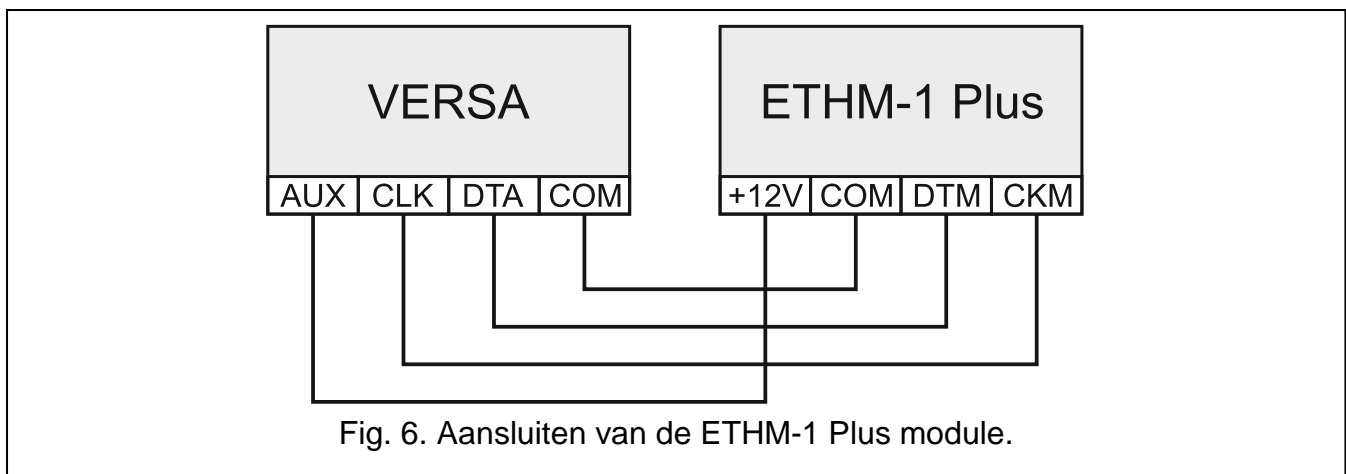 VERSA ETHM-1 Plus
AUX CLK DTA COM +12V COM DTM CKM
Fig. 6. Aansluiten van de ETHM-1 Plus module.